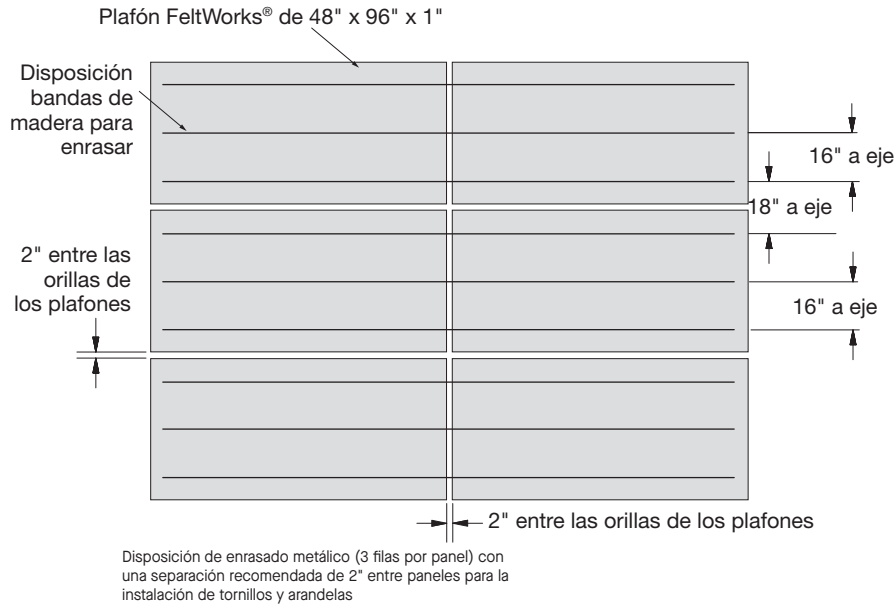 Plafón FeltWorks® de 48" x 96" x 1"
Disposición
bandas de
madera para
enrasar
16" a eje
18" a eje
2" entre las
orillas de
los plafones
16" a eje
2" entre las orillas de los plafones
Disposición de enrasado metálico (3 filas por panel) con
una separación recomendada de 2" entre paneles para la
instalación de tornillos y arandelas